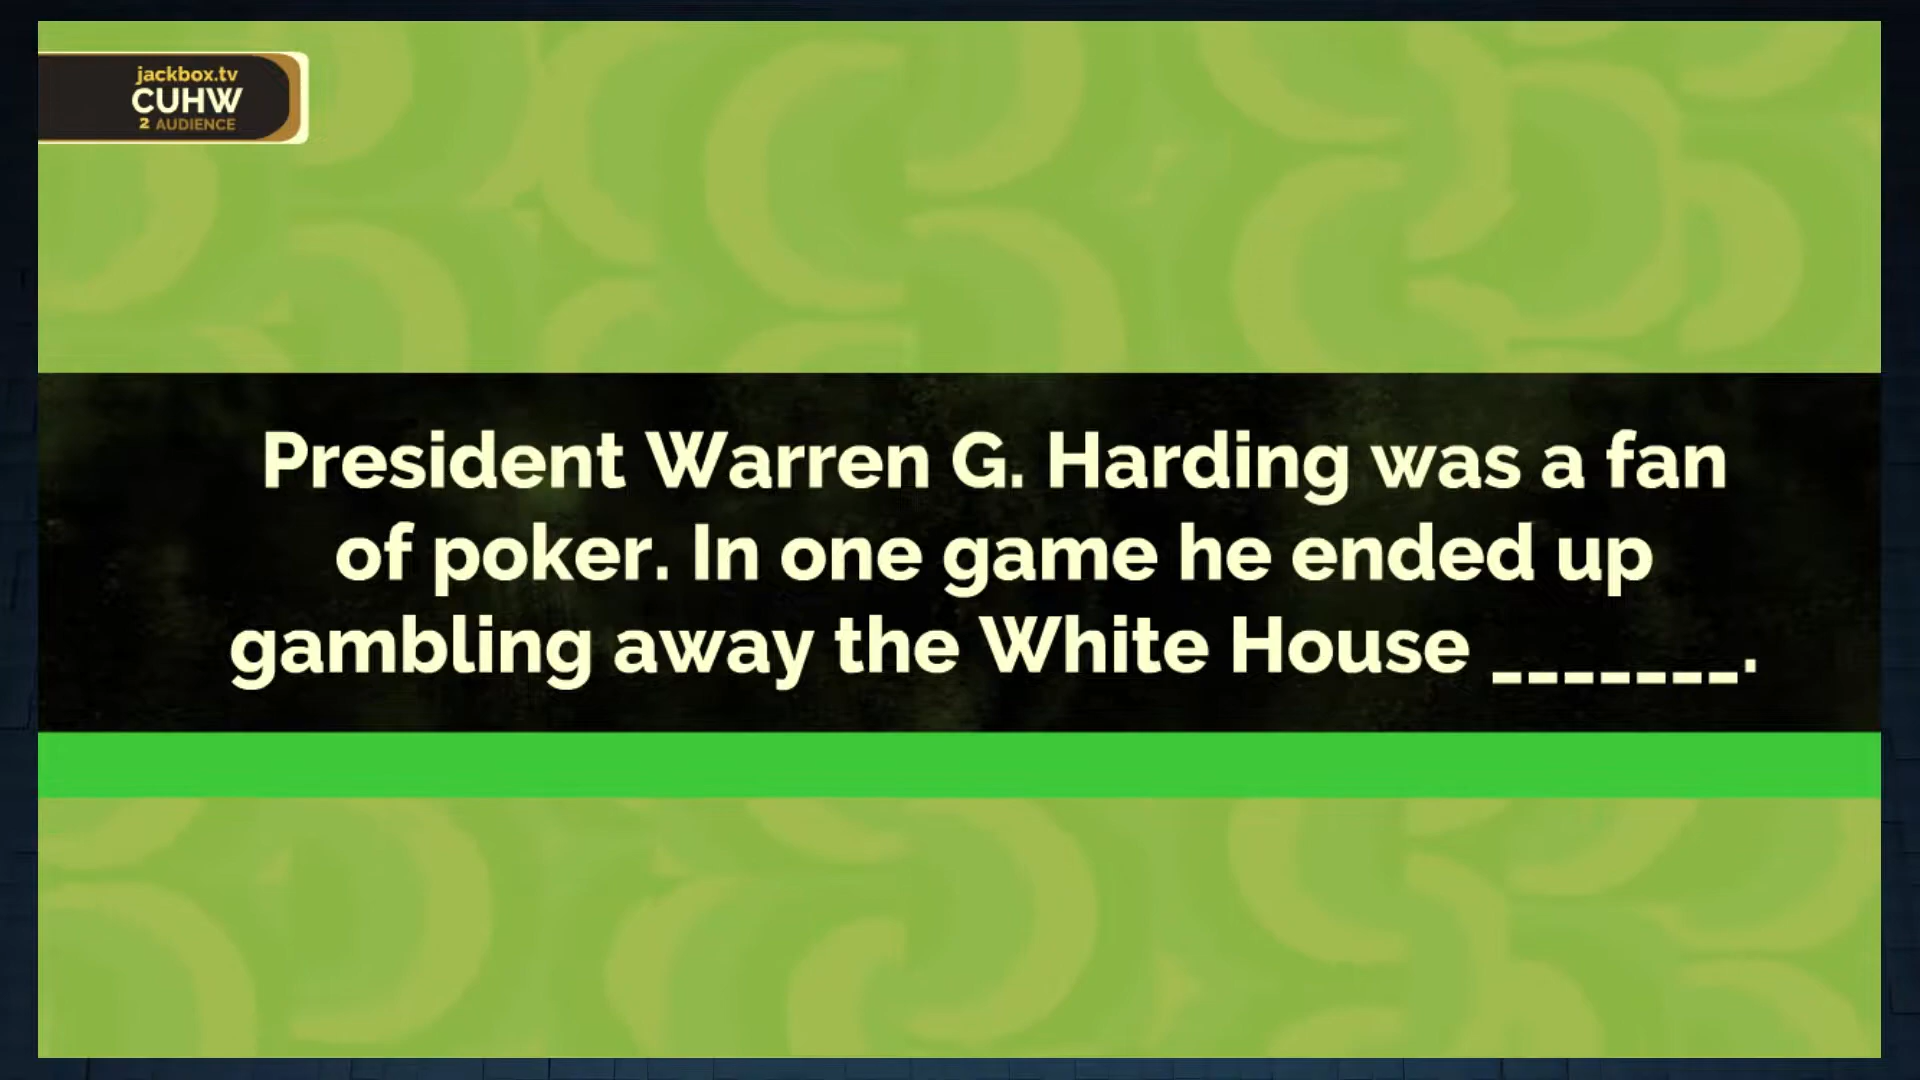 jackbox.tv
CUHW
2 AUDIENCE
President Warren G. Harding was a fan
of poker. In one game he ended up
gambling away the White House _______.